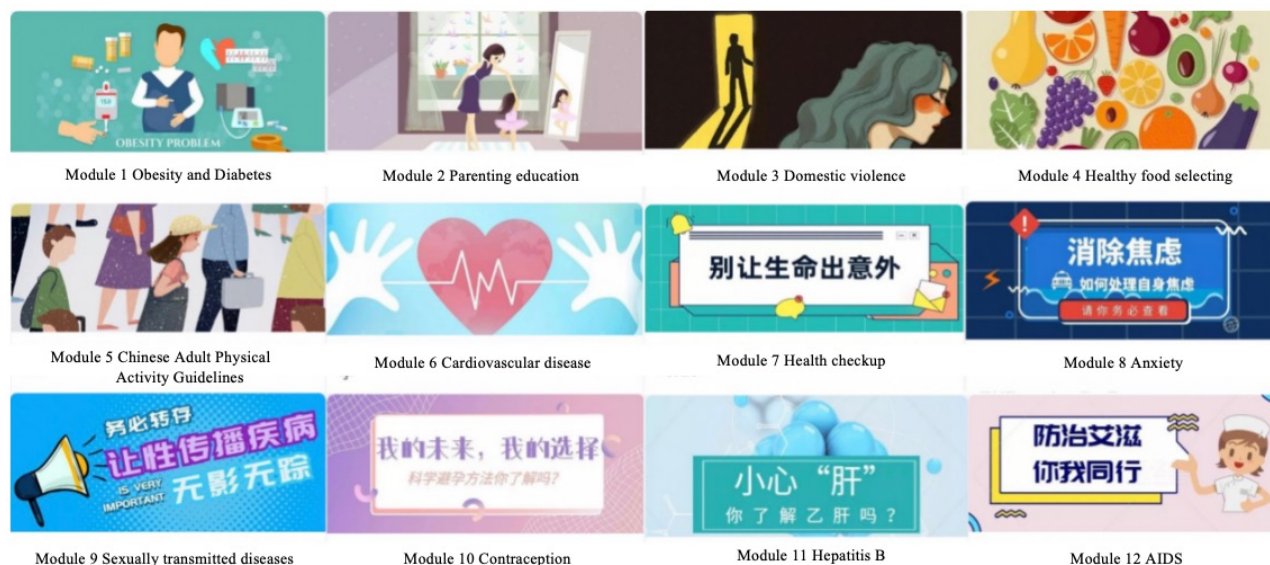 OBESITY PROBLEM
Module 1 Obesity and Diabetes
Module 2 Parenting education
Module 3 Domestic violence
Module 4 Healthy food selecting
Module 5 Chinese Adult Physical
Activity Guidelines
Module 6 Cardiovascular disease
别让生命出意外
Module 7 Health checkup
消除焦虑
如何处理自身焦虑
请你务必查看
Module 8 Anxiety
务必转存
让性传播疾病
IS VERY
IMPORTANT
无影无踪
Module 9 Sexually transmitted diseases
我的未来，我的选择
科学避孕方法你了解吗？
Module 10 Contraception
小心“肝”
你了解乙肝吗？
Module 11 Hepatitis B
防治艾滋
你我同行
Module 12 AIDS